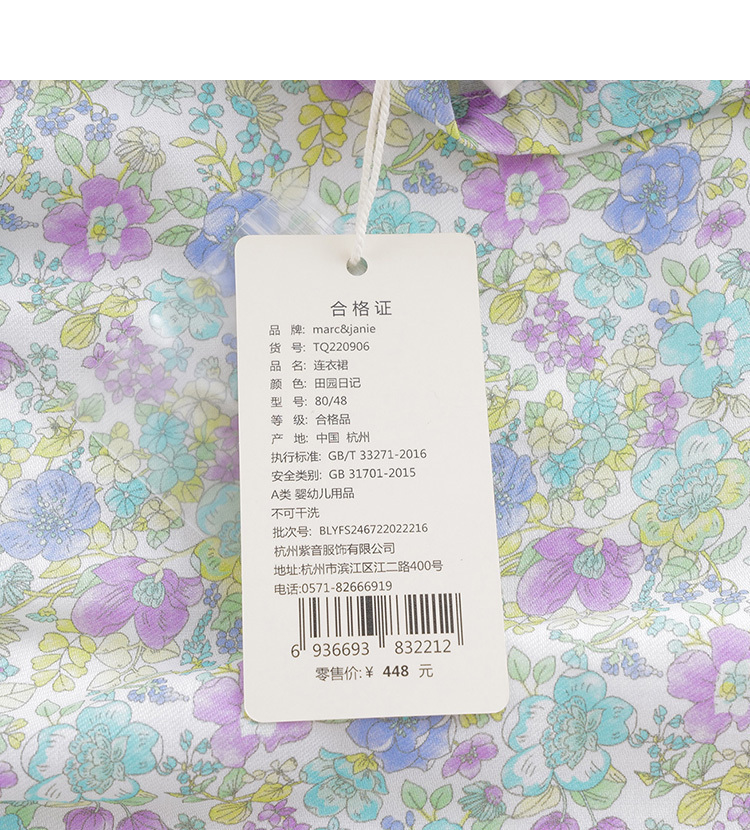 合格证
品 牌: marc&janie
货 号: TQ220906
品 名: 连衣裙
颜 色: 田园日记
型 号: 80/48
等 级: 合格品
产 地: 中国 杭州
执行标准: GB/T 33271-2016
安全类别: GB 31701-2015
A类 婴幼儿用品
不可干洗
批次号: BLYFS246722022216
杭州紫音服饰有限公司
地址:杭州市滨江区江二路400号
电话:0571-82666919
6 936693 832212
零售价:¥ 448 元